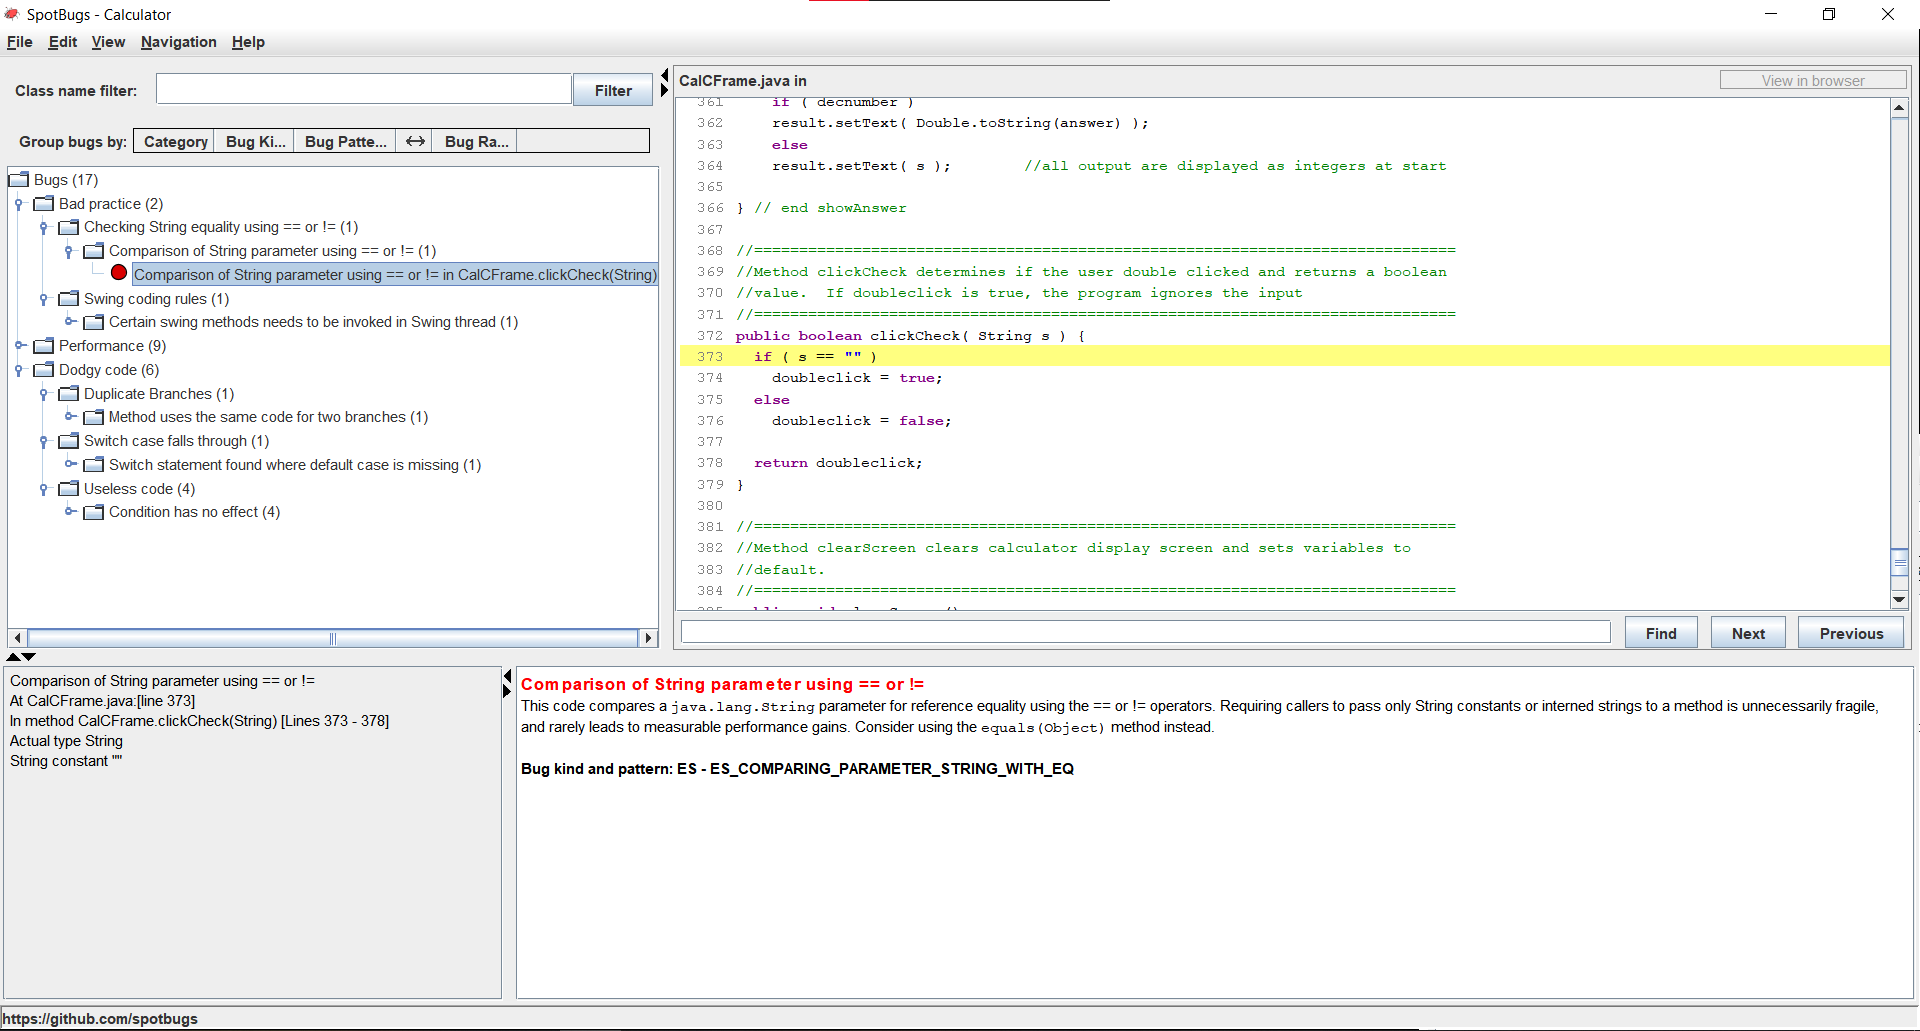 SpotBugs - Calculator
File Edit View Navigation Help
Class name filter: Filter
Group bugs by: Category Bug Ki... Bug Patte... Bug Ra...
Bugs (17)
Bad practice (2)
Checking String equality using == or != (1)
Comparison of String parameter using == or != (1)
Comparison of String parameter using == or != in CalCFrame.clickCheck(String)
Swing coding rules (1)
Certain swing methods needs to be invoked in Swing thread (1)
Performance (9)
Dodgy code (6)
Duplicate Branches (1)
Method uses the same code for two branches (1)
Switch case falls through (1)
Switch statement found where default case is missing (1)
Useless code (4)
Condition has no effect (4)
CalCFrame.java in
View in browser
361 if ( decnumber )
362 result.setText( Double.toString(answer) );
363 else
364 result.setText( s ); //all output are displayed as integers at start
365
366 } // end showAnswer
367
368 //==============================================================================
369 //Method clickCheck determines if the user double clicked and returns a boolean
370 //value.  If doubleclick is true, the program ignores the input
371 //==============================================================================
372 public boolean clickCheck( String s ) {
373 if ( s == "" )
374 doubleclick = true;
375 else
376 doubleclick = false;
377
378 return doubleclick;
379 }
380
381 //==============================================================================
382 //Method clearScreen clears calculator display screen and sets variables to
383 //default.
384 //==============================================================================
Find Next Previous
Comparison of String parameter using == or !=
At CalCFrame.java:[line 373]
In method CalCFrame.clickCheck(String) [Lines 373 - 378]
Actual type String
String constant ""
Comparison of String parameter using == or !=
This code compares a java.lang.String parameter for reference equality using the == or != operators. Requiring callers to pass only String constants or interned strings to a method is unnecessarily fragile,
and rarely leads to measurable performance gains. Consider using the equals(Object) method instead.
Bug kind and pattern: ES - ES_COMPARING_PARAMETER_STRING_WITH_EQ
https://github.com/spotbugs